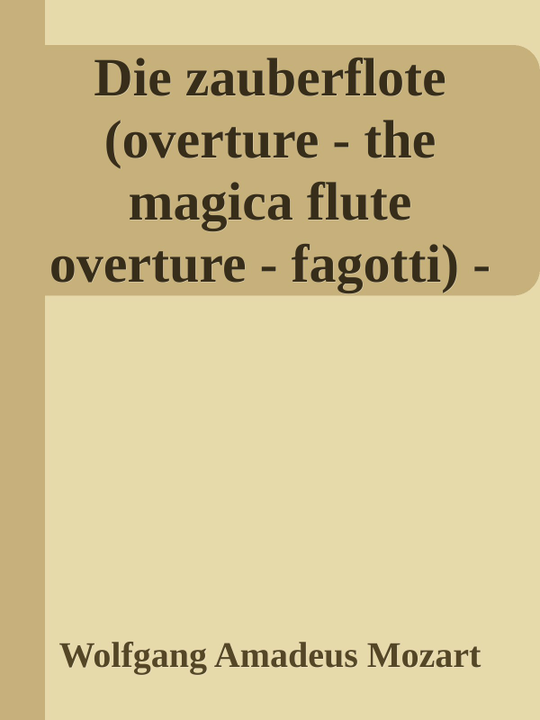 Die zauberflote
(overture - the
magica flute
overture - fagotti) -
Wolfgang Amadeus Mozart